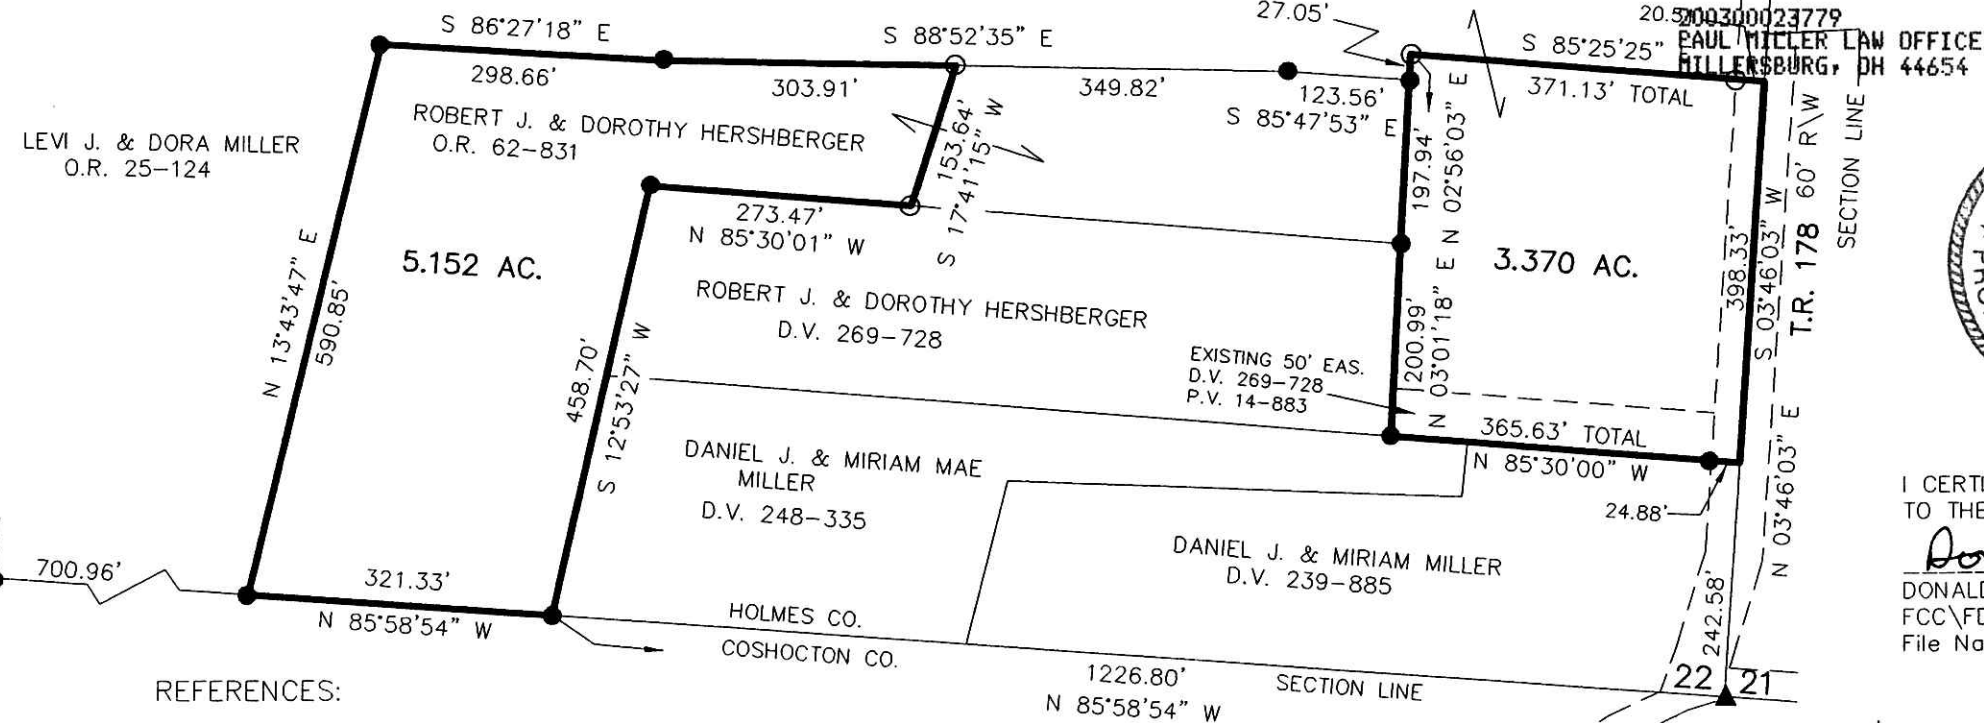 S 86°27'18" E
298.66'
S 88°52'35" E
303.91'
349.82'
27.05'
123.56'
S 85°47'53" E
S 85°25'25"
371.13' TOTAL
200300023779
PAUL MILLER LAW OFFICE
MILLERSBURG, OH 44654
LEVI J. & DORA MILLER
O.R. 25-124
ROBERT J. & DOROTHY HERSHBERGER
O.R. 62-831
153.64'
S 17°41'15" W
273.47'
N 85°30'01" W
N 13°43'47" E
590.85'
5.152 AC.
458.70'
S 12°53'27" W
ROBERT J. & DOROTHY HERSHBERGER
D.V. 269-728
197.94'
N 02°56'03" E
200.99'
N 03°01'18" E
3.370 AC.
398.33'
S 03°46'03" W
T.R. 178 60' R\W
SECTION LINE
EXISTING 50' EAS.
D.V. 269-728
P.V. 14-883
365.63' TOTAL
N 85°30'00" W
24.88'
N 03°46'03" E
242.58'
DANIEL J. & MIRIAM MAE
MILLER
D.V. 248-335
DANIEL J. & MIRIAM MILLER
D.V. 239-885
700.96'
321.33'
N 85°58'54" W
HOLMES CO.
COSHOCTON CO.
1226.80'
N 85°58'54" W
SECTION LINE
22 21
REFERENCES:
I CERTI
TO THE
DONALD
FCC\FD
File Na